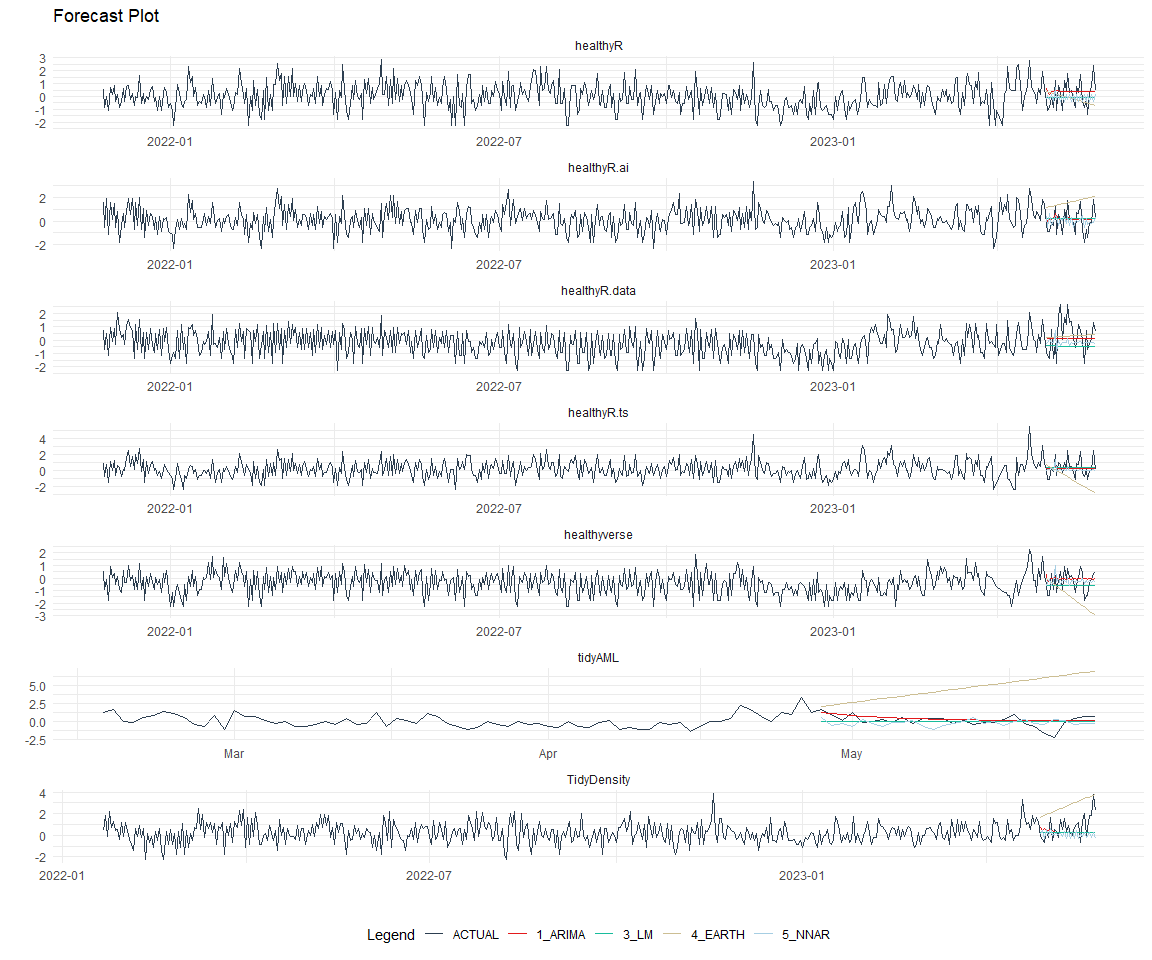 Forecast Plot
healthyR
3
2
1
0
-1
-2
2022-01 2022-07 2023-01
healthyR.ai
2
0
-2
2022-01 2022-07 2023-01
healthyR.data
2
1
0
-1
-2
2022-01 2022-07 2023-01
healthyR.ts
4
2
0
-2
2022-01 2022-07 2023-01
healthyverse
2
1
0
-1
-2
-3
2022-01 2022-07 2023-01
tidyAML
5.0
2.5
0.0
-2.5
Mar Apr May
TidyDensity
4
2
0
-2
2022-01 2022-07 2023-01
Legend ACTUAL 1_ARIMA 3_LM 4_EARTH 5_NNAR